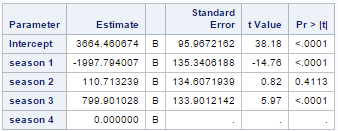 Parameter Estimate Standard Error t Value Pr > |t|
Intercept 3664.460674 B 95.9672162 38.18 <.0001
season 1 -1997.794007 B 135.3406188 -14.76 <.0001
season 2 110.713239 B 134.6071939 0.82 0.4113
season 3 799.901028 B 133.9012142 5.97 <.0001
season 4 0.000000 B . . .